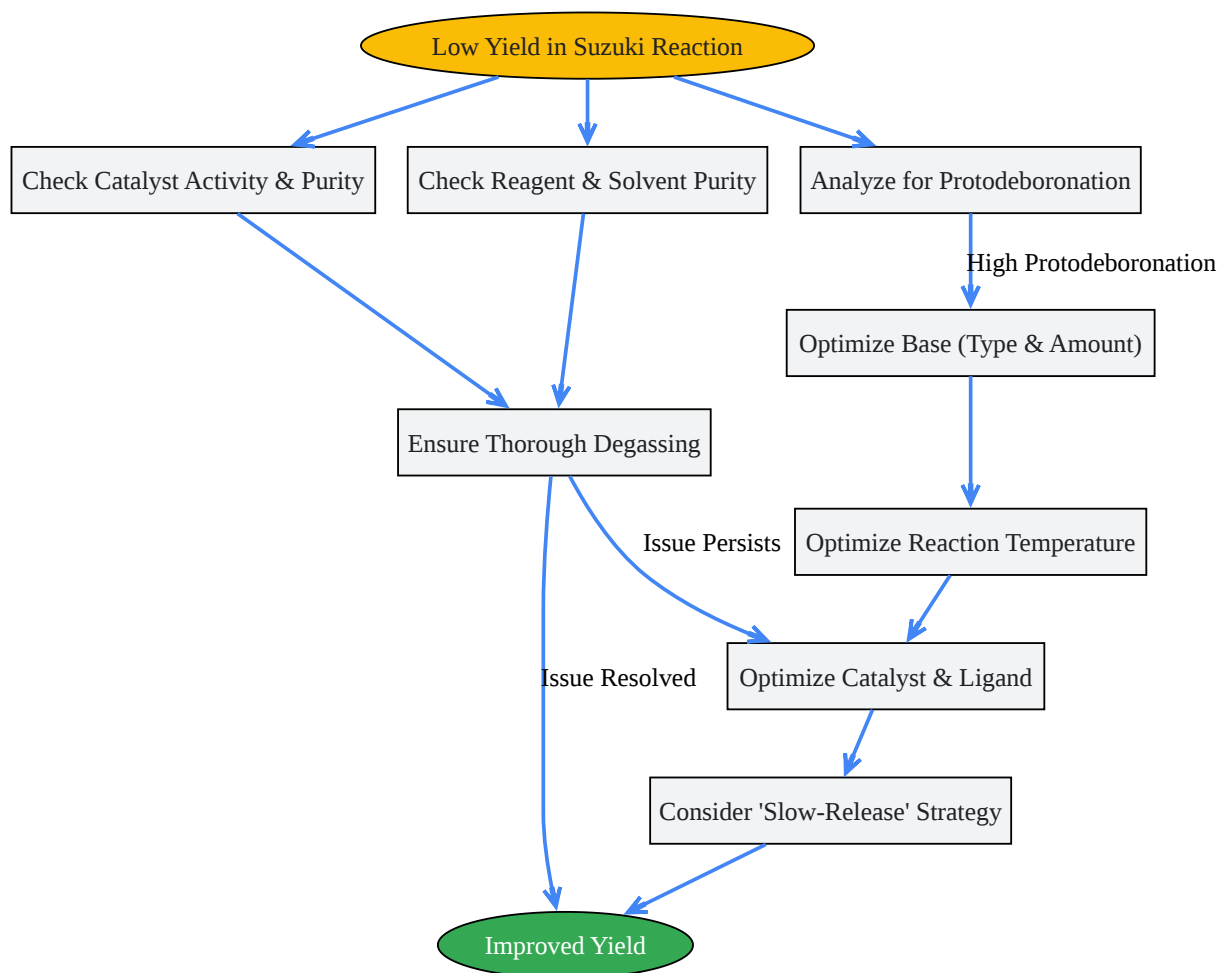 Low Yield in Suzuki Reaction
Check Catalyst Activity & Purity
Check Reagent & Solvent Purity
Analyze for Protodeboronation
High Protodeboronation
Optimize Base (Type & Amount)
Ensure Thorough Degassing
Issue Persists
Optimize Reaction Temperature
Issue Resolved
Optimize Catalyst & Ligand
Consider 'Slow-Release' Strategy
Improved Yield